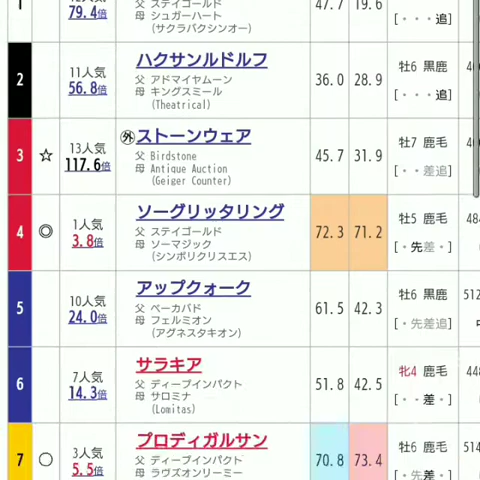 1 79.4倍 父 ステイゴールド 47.7 19.6
母 シュガーハート [・・・追]
(サクラバクシンオー)
2 11人気 ハクサンルドルフ 36.0 28.9 牡6 黒鹿
56.8倍 父 アドマイヤムーン [・・・追]
母 キングスミール
(Theatrical)
3 ☆ 13人気 外 ストーンウェア 45.7 31.9 牡7 鹿毛
117.6倍 父 Birdstone [・・差追]
母 Antique Auction
(Geiger Counter)
4 ◎ 1人気 ソーグリッタリング 72.3 71.2 牡5 鹿毛 484
3.8倍 父 ステイゴールド [・先差・]
母 ソーマジック
(シンボリクリスエス)
5 10人気 アップクォーク 61.5 42.3 牡6 黒鹿 512
24.0倍 父 ベーカバド [・先差追]
母 フェルミオン
(アグネスタキオン)
6 7人気 サラキア 51.8 42.5 牝4 鹿毛 448
14.3倍 父 ディープインパクト [・・差・]
母 サロミナ
(Lomitas)
7 ○ 3人気 プロディガルサン 70.8 73.4 牡6 鹿毛 514
5.5倍 父 ディープインパクト [・先差・]
母 ラヴズオンリーミー